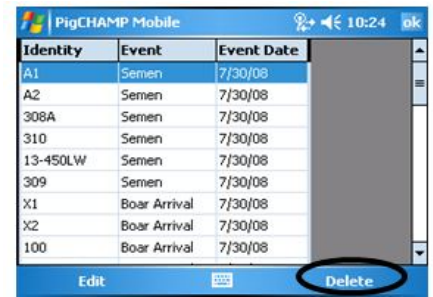 PigCHAMP Mobile 10:24 ok
Identity Event Event Date
A1 Semen 7/30/08
A2 Semen 7/30/08
308A Semen 7/30/08
310 Semen 7/30/08
13-450LW Semen 7/30/08
309 Semen 7/30/08
X1 Boar Arrival 7/30/08
X2 Boar Arrival 7/30/08
100 Boar Arrival 7/30/08
Edit Delete